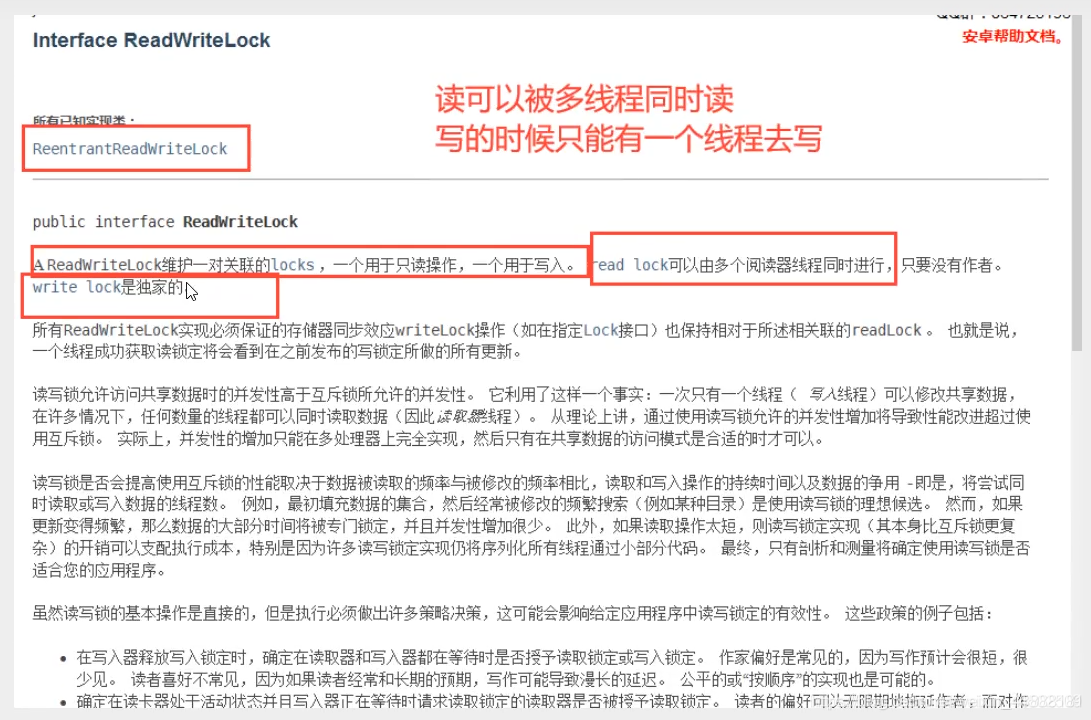 Interface ReadWriteLock
安卓帮助文档。
读可以被多线程同时读
写的时候只能有一个线程去写
所有已知实现类：
ReentrantReadWriteLock
public interface ReadWriteLock
A ReadWriteLock维护一对关联的locks ，一个用于只读操作，一个用于写入。 read lock可以由多个阅读器线程同时进行，只要没有作者。
write lock是独家的
所有ReadWriteLock实现必须保证的存储器同步效应writeLock操作（如在指定Lock接口）也保持相对于所述相关联的readLock 。 也就是说，
一个线程成功获取读锁定将会看到在之前发布的写锁定所做的所有更新。
读写锁允许访问共享数据时的并发性高于互斥锁所允许的并发性。 它利用了这样一个事实：一次只有一个线程（ 写入线程）可以修改共享数据，
在许多情况下，任何数量的线程都可以同时读取数据（因此读取器线程）。 从理论上讲，通过使用读写锁允许的并发性增加将导致性能改进超过使
用互斥锁。 实际上，并发性的增加只能在多处理器上完全实现，然后只有在共享数据的访问模式是合适的时才可以。
读写锁是否会提高使用互斥锁的性能取决于数据被读取的频率与被修改的频率相比，读取和写入操作的持续时间以及数据的争用 -即是，将尝试同
时读取或写入数据的线程数。 例如，最初填充数据的集合，然后经常被修改的频繁搜索（例如某种目录）是使用读写锁的理想候选。 然而，如果
更新变得频繁，那么数据的大部分时间将被专门锁定，并且并发性增加很少。 此外，如果读取操作太短，则读写锁定实现（其本身比互斥锁更复
杂）的开销可以支配执行成本，特别是因为许多读写锁定实现仍将序列化所有线程通过小部分代码。 最终，只有剖析和测量将确定使用读写锁是否
适合您的应用程序。
虽然读写锁的基本操作是直接的，但是执行必须做出许多策略决策，这可能会影响给定应用程序中读写锁定的有效性。 这些政策的例子包括：
• 在写入器释放写入锁定时，确定在读取器和写入器都在等待时是否授予读取锁定或写入锁定。 作家偏好是常见的，因为写作预计会很短，很
少见。 读者喜好不常见，因为如果读者经常和长期的预期，写作可能导致漫长的延迟。 公平的或“按顺序”的实现也是可能的。
• 确定在读卡器处于活动状态并且写入器正在等待时请求读取锁定的读取器是否被授予读取锁定。 读者的偏好可以无限期地拖延作者，而对作